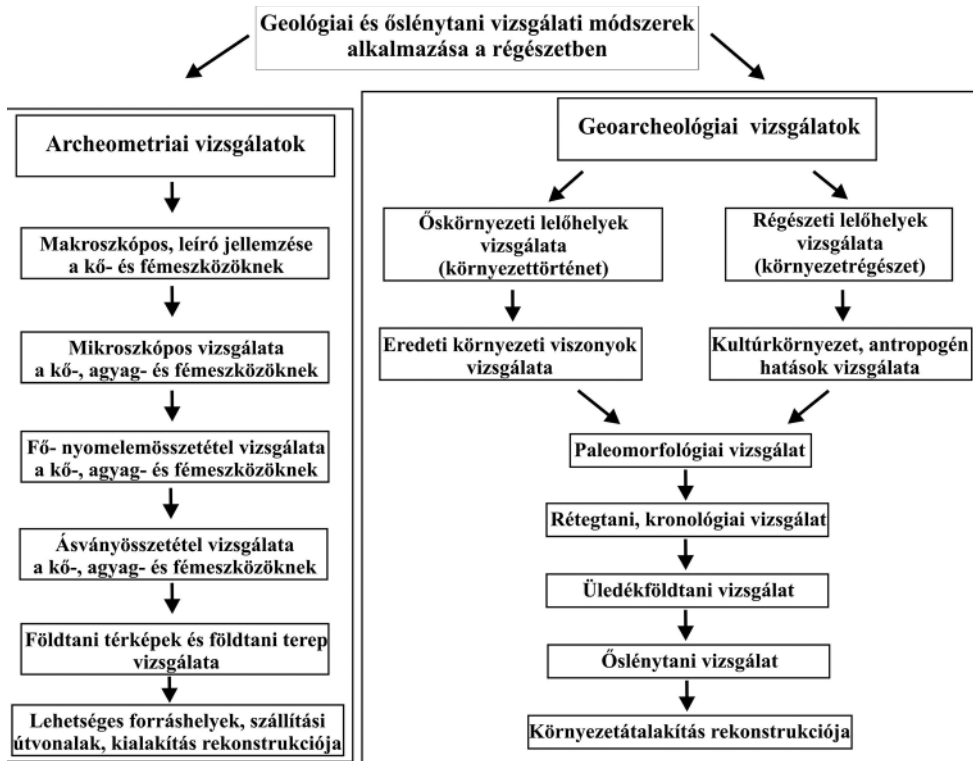 Geológiai és őslénytani vizsgálati módszerek
alkalmazása a régészetben
Archeometriai vizsgálatok
Makroszkópos, leíró jellemzése
a kő- és fémeszközöknek
Mikroszkópos vizsgálata
a kő-, agyag- és fémeszközöknek
Fő- nyomelemösszetétel vizsgálata
a kő-, agyag- és fémeszközöknek
Ásványösszetétel vizsgálata
a kő-, agyag- és fémeszközöknek
Földtani térképek és földtani terep
vizsgálata
Lehetséges forráshelyek, szállítási
útvonalak, kialakítás rekonstrukciója
Geoarcheológiai vizsgálatok
Őskörnyezeti lelőhelyek
vizsgálata
(környezettörténet)
Régészeti lelőhelyek
vizsgálata
(környezetrégészet)
Eredeti környezeti viszonyok
vizsgálata
Kultúrkörnyezet, antropogén
hatások vizsgálata
Paleomorfológiai vizsgálat
Rétegtani, kronológiai vizsgálat
Üledékföldtani vizsgálat
Őslénytani vizsgálat
Környezetátalakítás rekonstrukciója